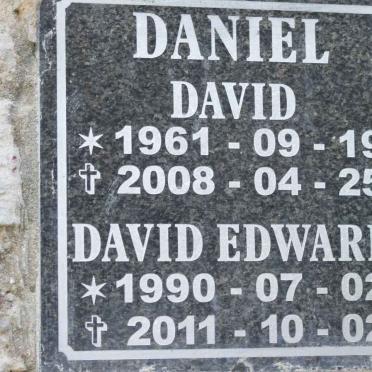 DANIEL
DAVID
* 1961 - 09 - 19
✝ 2008 - 04 - 25
DAVID EDWARD
* 1990 - 07 - 02
✝ 2011 - 10 - 02